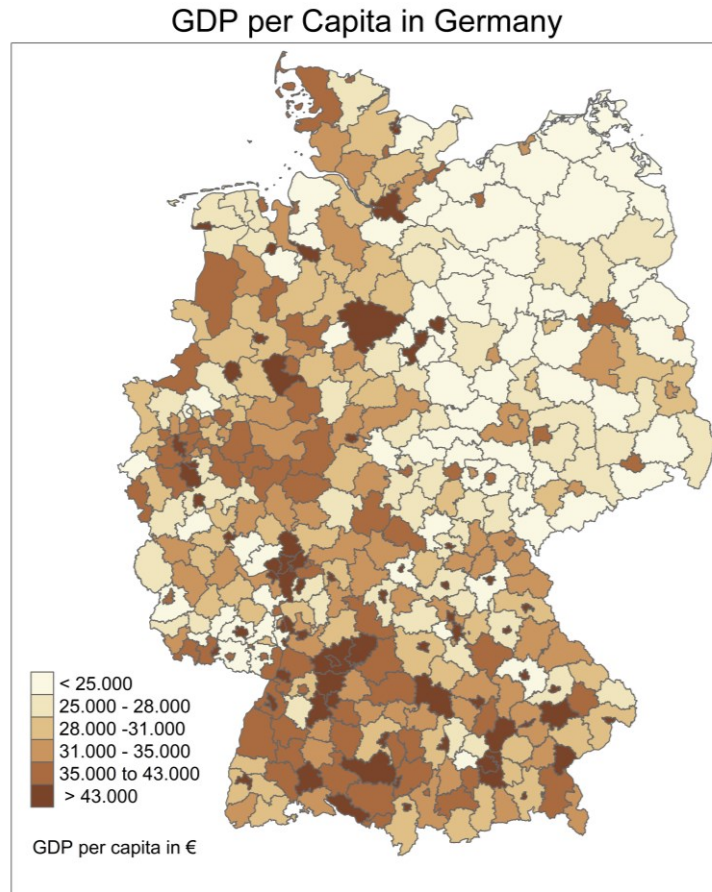 GDP per Capita in Germany
< 25.000
25.000 - 28.000
28.000 -31.000
31.000 - 35.000
35.000 to 43.000
> 43.000
GDP per capita in €